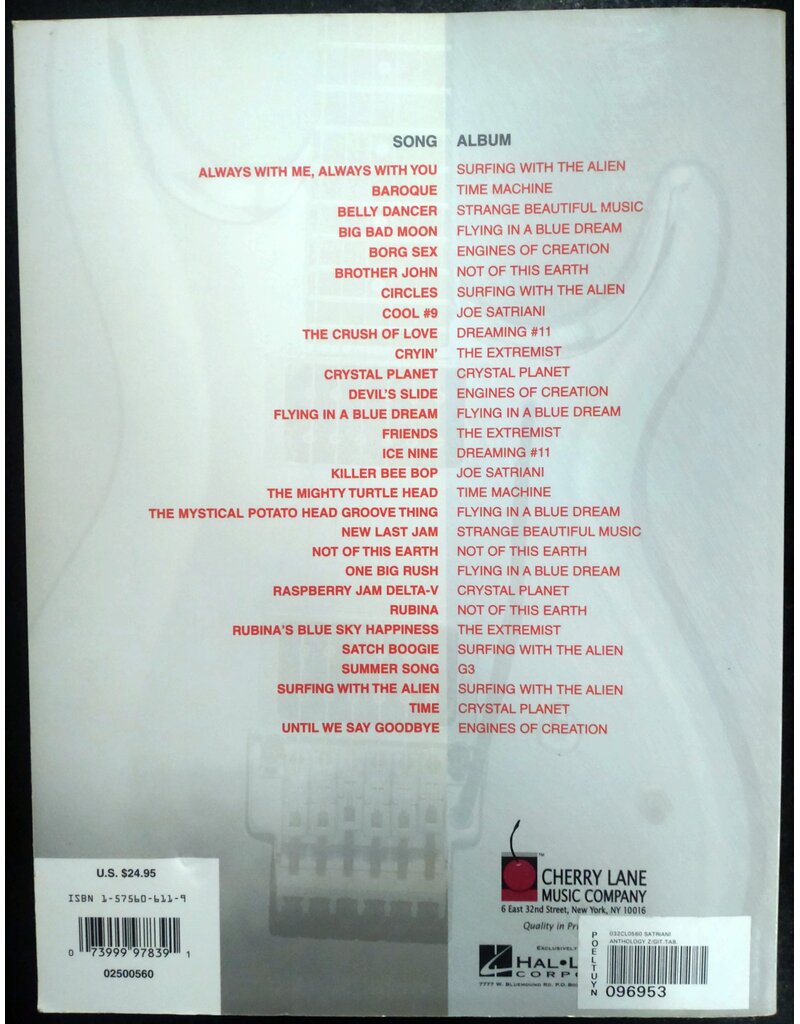 SONG ALBUM
ALWAYS WITH ME, ALWAYS WITH YOU SURFING WITH THE ALIEN
BAROQUE TIME MACHINE
BELLY DANCER STRANGE BEAUTIFUL MUSIC
BIG BAD MOON FLYING IN A BLUE DREAM
BORG SEX ENGINES OF CREATION
BROTHER JOHN NOT OF THIS EARTH
CIRCLES SURFING WITH THE ALIEN
COOL #9 JOE SATRIANI
THE CRUSH OF LOVE DREAMING #11
CRYIN' THE EXTREMIST
CRYSTAL PLANET CRYSTAL PLANET
DEVIL'S SLIDE ENGINES OF CREATION
FLYING IN A BLUE DREAM FLYING IN A BLUE DREAM
FRIENDS THE EXTREMIST
ICE NINE DREAMING #11
KILLER BEE BOP JOE SATRIANI
THE MIGHTY TURTLE HEAD TIME MACHINE
THE MYSTICAL POTATO HEAD GROOVE THING FLYING IN A BLUE DREAM
NEW LAST JAM STRANGE BEAUTIFUL MUSIC
NOT OF THIS EARTH NOT OF THIS EARTH
ONE BIG RUSH FLYING IN A BLUE DREAM
RASPBERRY JAM DELTA-V CRYSTAL PLANET
RUBINA NOT OF THIS EARTH
RUBINA'S BLUE SKY HAPPINESS THE EXTREMIST
SATCH BOOGIE SURFING WITH THE ALIEN
SUMMER SONG G3
SURFING WITH THE ALIEN SURFING WITH THE ALIEN
TIME CRYSTAL PLANET
UNTIL WE SAY GOODBYE ENGINES OF CREATION
U.S. $24.95
ISBN 1-57560-611-9
0 73999 97839 1
02500560
™
CHERRY LANE
MUSIC COMPANY
6 East 32nd Street, New York, NY 10016
Quality in Pri
EXCLUSIVELY
HAL•L
CORPO
7777 W. BLUEMOUND RD. P.O. BO
POELTUYN
032CL0560 SATRIANI
ANTHOLOGY Z/GIT.TAB.
096953